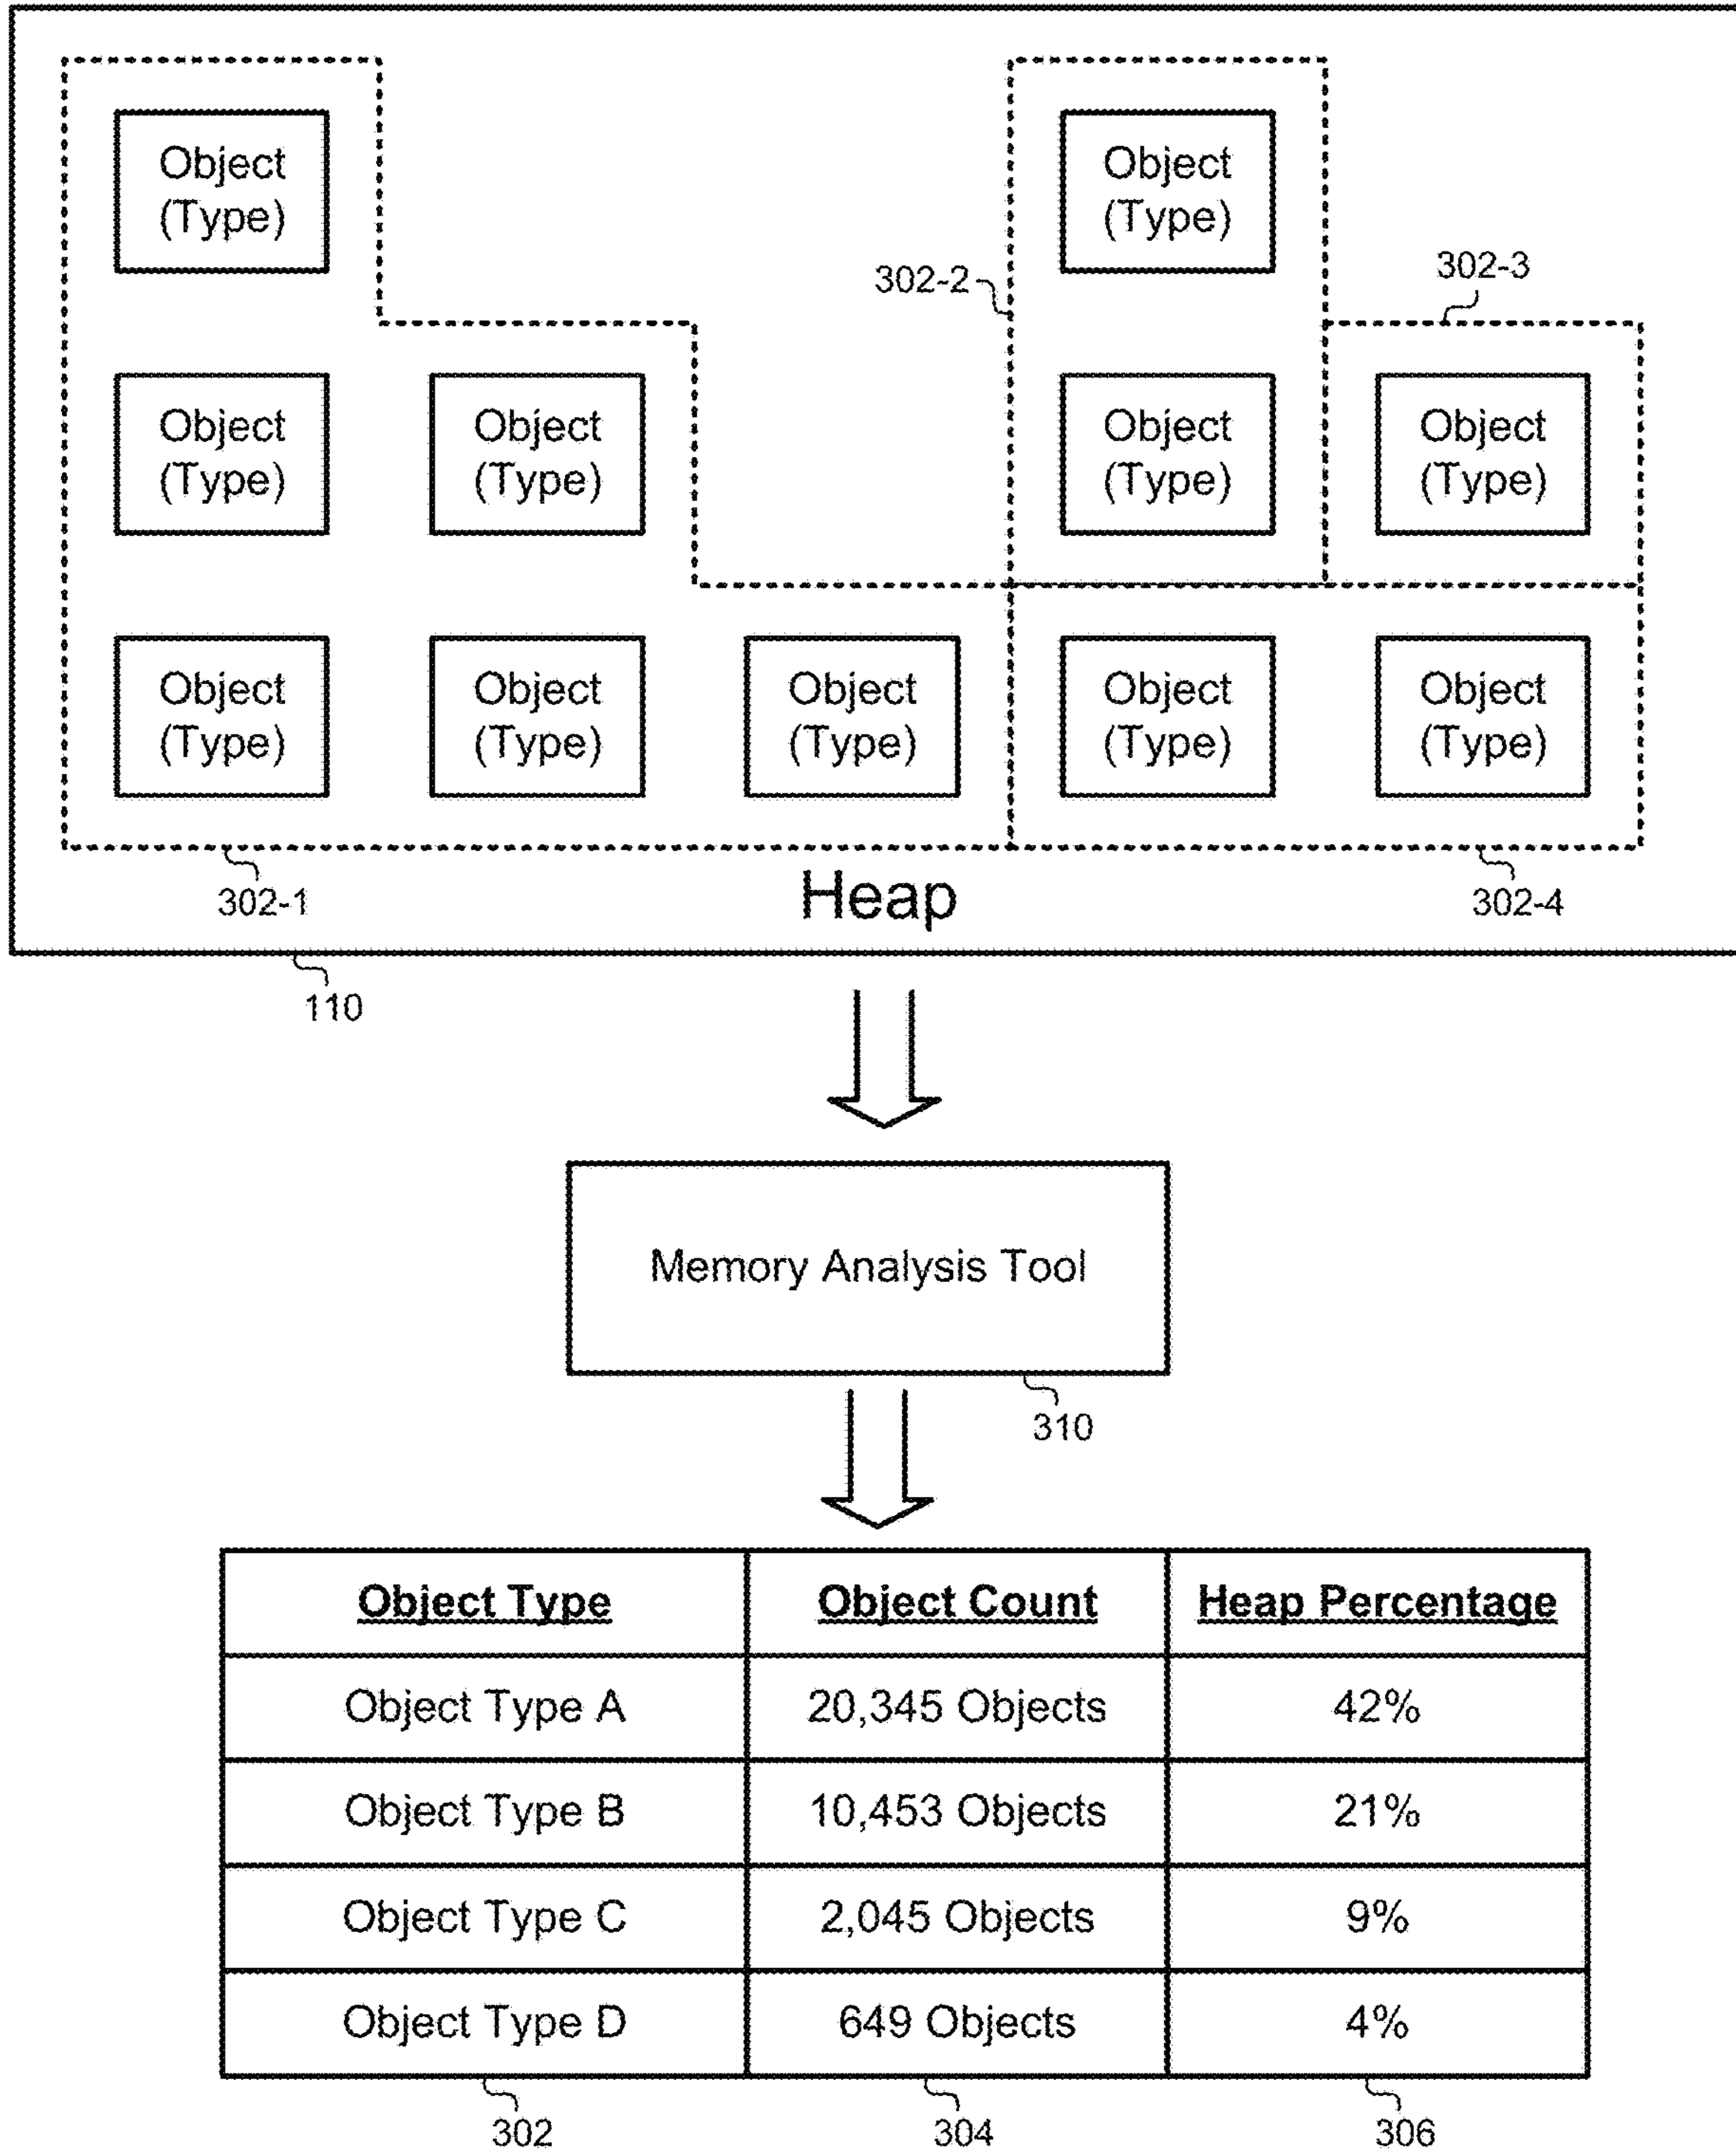 Object
(Type)
Object
(Type)
302-2
302-3
Object
(Type)
Object
(Type)
Object
(Type)
Object
(Type)
Object
(Type)
Object
(Type)
Object
(Type)
Object
(Type)
Object
(Type)
302-1
Heap
302-4
110
Memory Analysis Tool
310
Object Type Object Count Heap Percentage
Object Type A 20,345 Objects 42%
Object Type B 10,453 Objects 21%
Object Type C 2,045 Objects 9%
Object Type D 649 Objects 4%
302 304 306